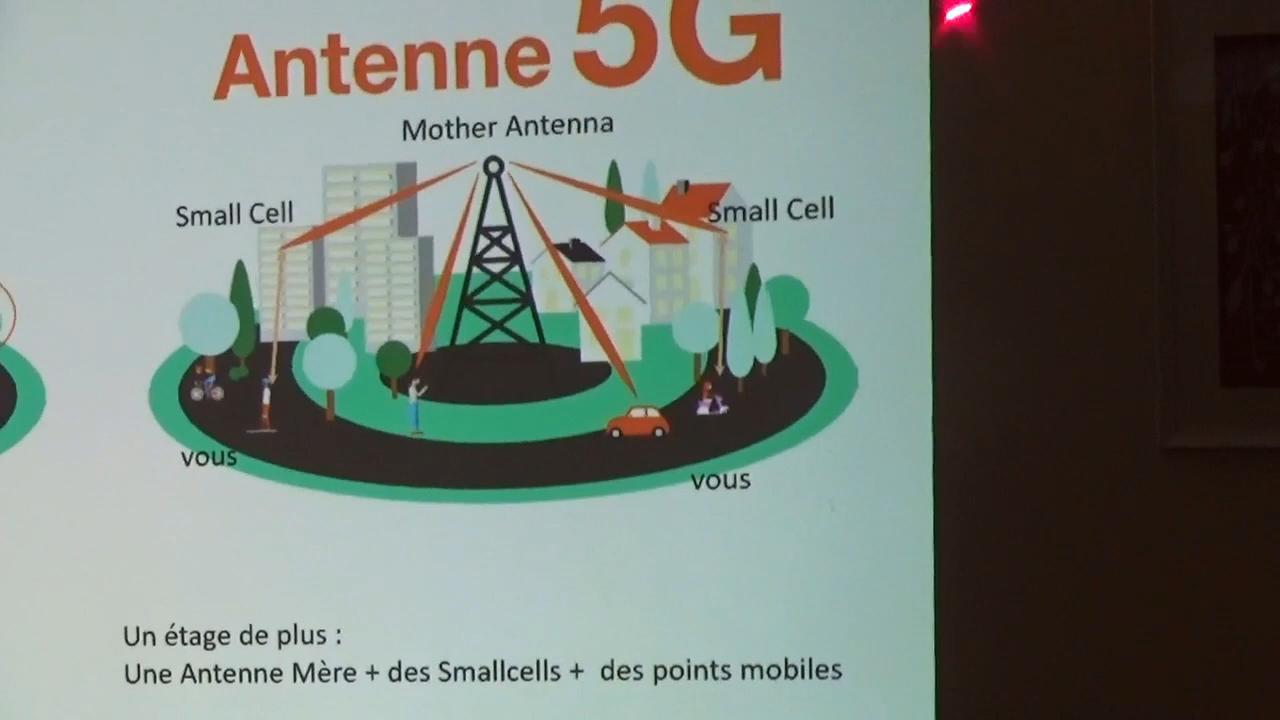 Antenne 5G
Mother Antenna
Small Cell
Small Cell
vous
vous
Un étage de plus :
Une Antenne Mère + des Smallcells + des points mobiles